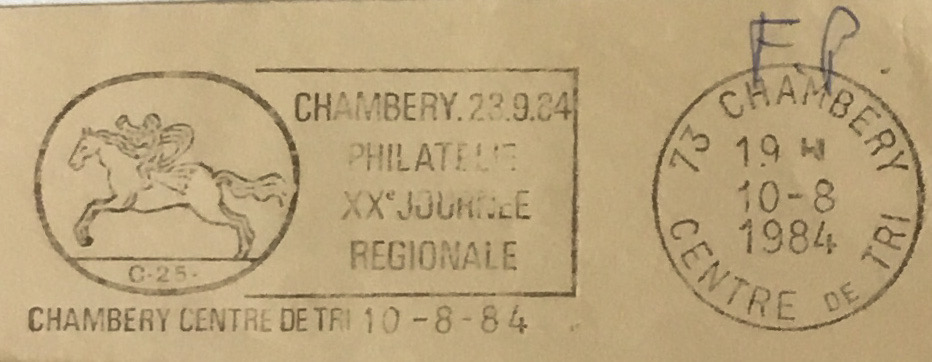 F.P.
CHAMBERY. 23.9.84
PHILATELIE
XXe JOURNEE
REGIONALE
C·25·
CHAMBERY CENTRE DE TRI 10-8-84
73 CHAMBERY
19 H
10-8
1984
CENTRE DE TRI